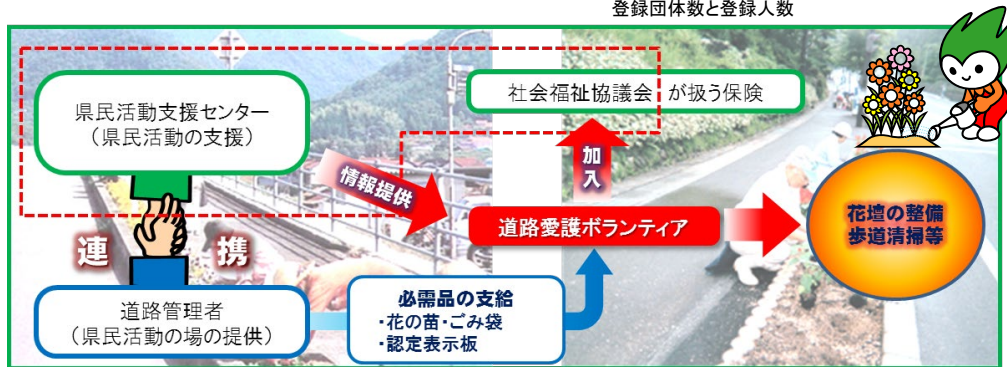 登録団体数と登録人数
県民活動支援センター
（県民活動の支援）
社会福祉協議会 が扱う保険
加入
情報提供
道路愛護ボランティア
花壇の整備
歩道清掃等
連 携
道路管理者
（県民活動の場の提供）
必需品の支給
・花の苗・ごみ袋
・認定表示板